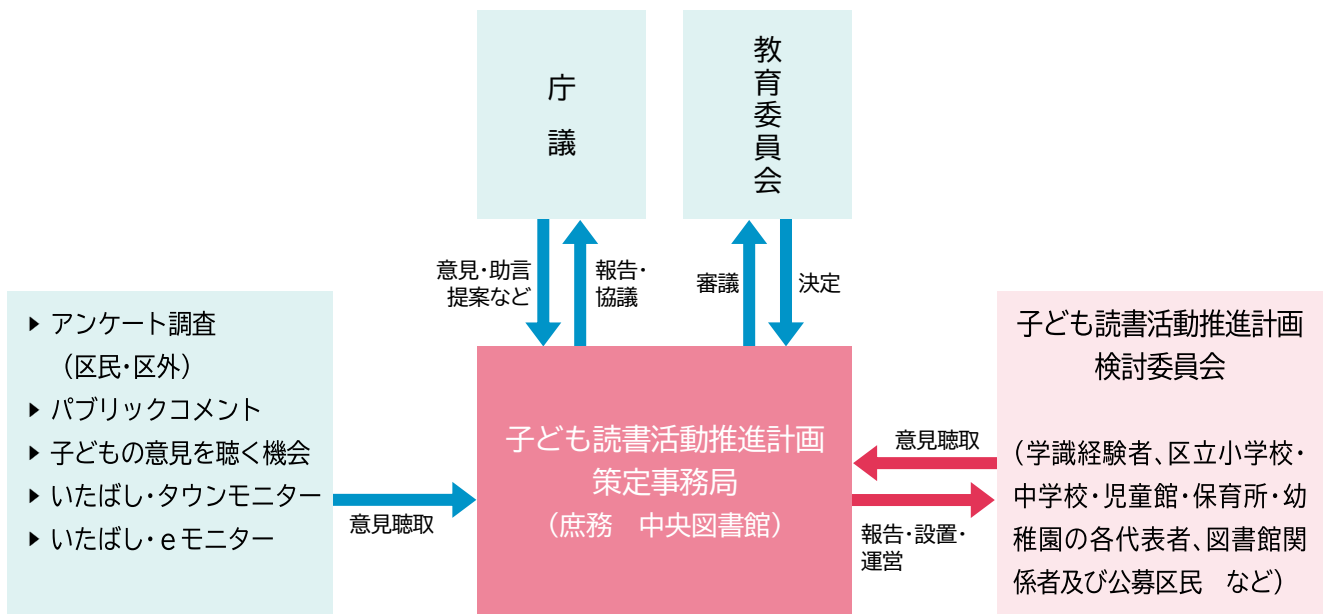 庁議
教育委員会
意見・助言
提案など
報告・
協議
審議
決定
▶ アンケート調査
（区民・区外）
▶ パブリックコメント
▶ 子どもの意見を聴く機会
▶ いたばし・タウンモニター
▶ いたばし・eモニター
意見聴取
子ども読書活動推進計画
策定事務局
（庶務　中央図書館）
意見聴取
報告・設置・
運営
子ども読書活動推進計画
検討委員会
（学識経験者、区立小学校・
中学校・児童館・保育所・幼
稚園の各代表者、図書館関
係者及び公募区民　など）